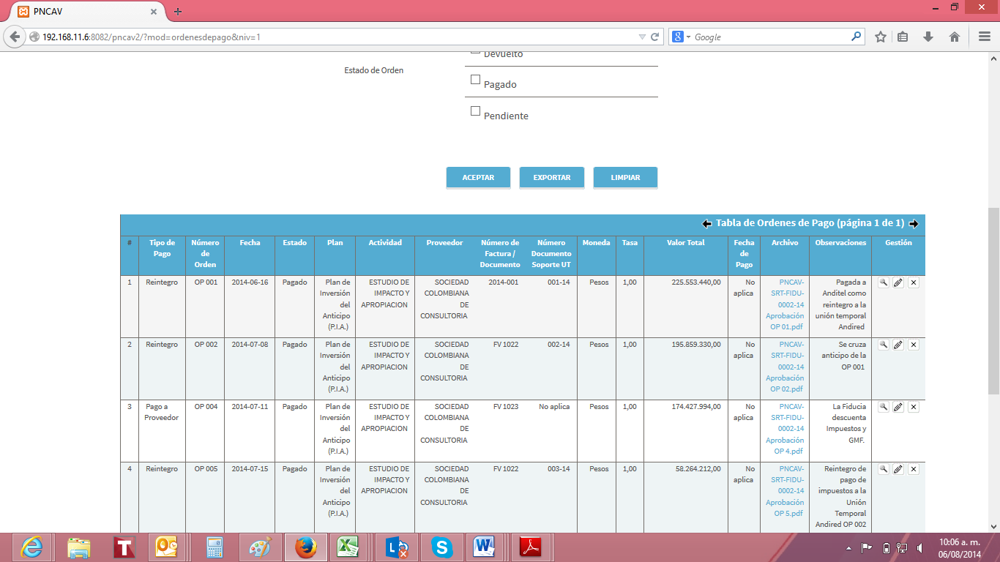 PNCAV
192.168.11.6:8082/pncav2/?mod=ordenesdepago&niv=1
Google
Devuelto
Estado de Orden
Pagado
Pendiente
ACEPTAR EXPORTAR LIMPIAR
Tabla de Ordenes de Pago (página 1 de 1)
# Tipo de Pago Número de Orden Fecha Estado Plan Actividad Proveedor Número de Factura / Documento Número Documento Soporte UT Moneda Tasa Valor Total Fecha de Pago Archivo Observaciones Gestión
1 Reintegro OP 001 2014-06-16 Pagado Plan de Inversión del Anticipo (P.I.A.) ESTUDIO DE IMPACTO Y APROPIACION SOCIEDAD COLOMBIANA DE CONSULTORIA 2014-001 001-14 Pesos 1,00 225.553.440,00 No aplica PNCAV-SRT-FIDU-0002-14 Aprobación OP 01.pdf Pagada a Anditel como reintegro a la unión temporal Andired
2 Reintegro OP 002 2014-07-08 Pagado Plan de Inversión del Anticipo (P.I.A.) ESTUDIO DE IMPACTO Y APROPIACION SOCIEDAD COLOMBIANA DE CONSULTORIA FV 1022 002-14 Pesos 1,00 195.859.330,00 No aplica PNCAV-SRT-FIDU-0002-14 Aprobación OP 02.pdf Se cruza anticipo de la OP 001
3 Pago a Proveedor OP 004 2014-07-11 Pagado Plan de Inversión del Anticipo (P.I.A.) ESTUDIO DE IMPACTO Y APROPIACION SOCIEDAD COLOMBIANA DE CONSULTORIA FV 1023 No aplica Pesos 1,00 174.427.994,00 No aplica PNCAV-SRT-FIDU-0002-14 Aprobación OP 4.pdf La Fiducia descuenta Impuestos y GMF.
4 Reintegro OP 005 2014-07-15 Pagado Plan de Inversión del Anticipo (P.I.A.) ESTUDIO DE IMPACTO Y APROPIACION SOCIEDAD COLOMBIANA DE CONSULTORIA FV 1022 003-14 Pesos 1,00 58.264.212,00 No aplica PNCAV-SRT-FIDU-0002-14 Aprobación OP 5.pdf Reintegro de pago de impuestos a la Unión Temporal Andired OP 002
10:06 a. m.
06/08/2014